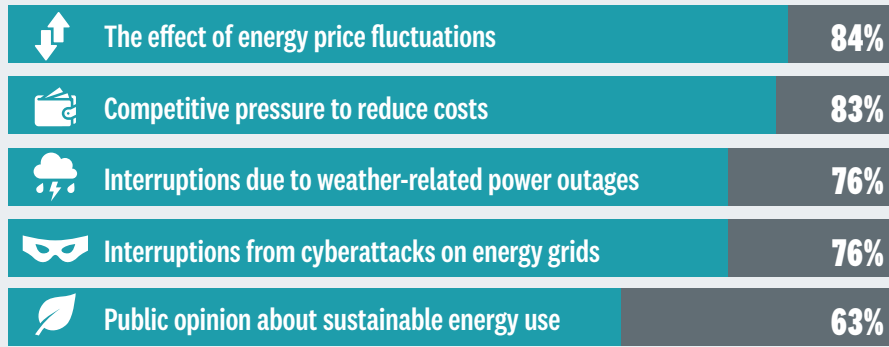 The effect of energy price fluctuations 84%
Competitive pressure to reduce costs 83%
Interruptions due to weather-related power outages 76%
Interruptions from cyberattacks on energy grids 76%
Public opinion about sustainable energy use 63%